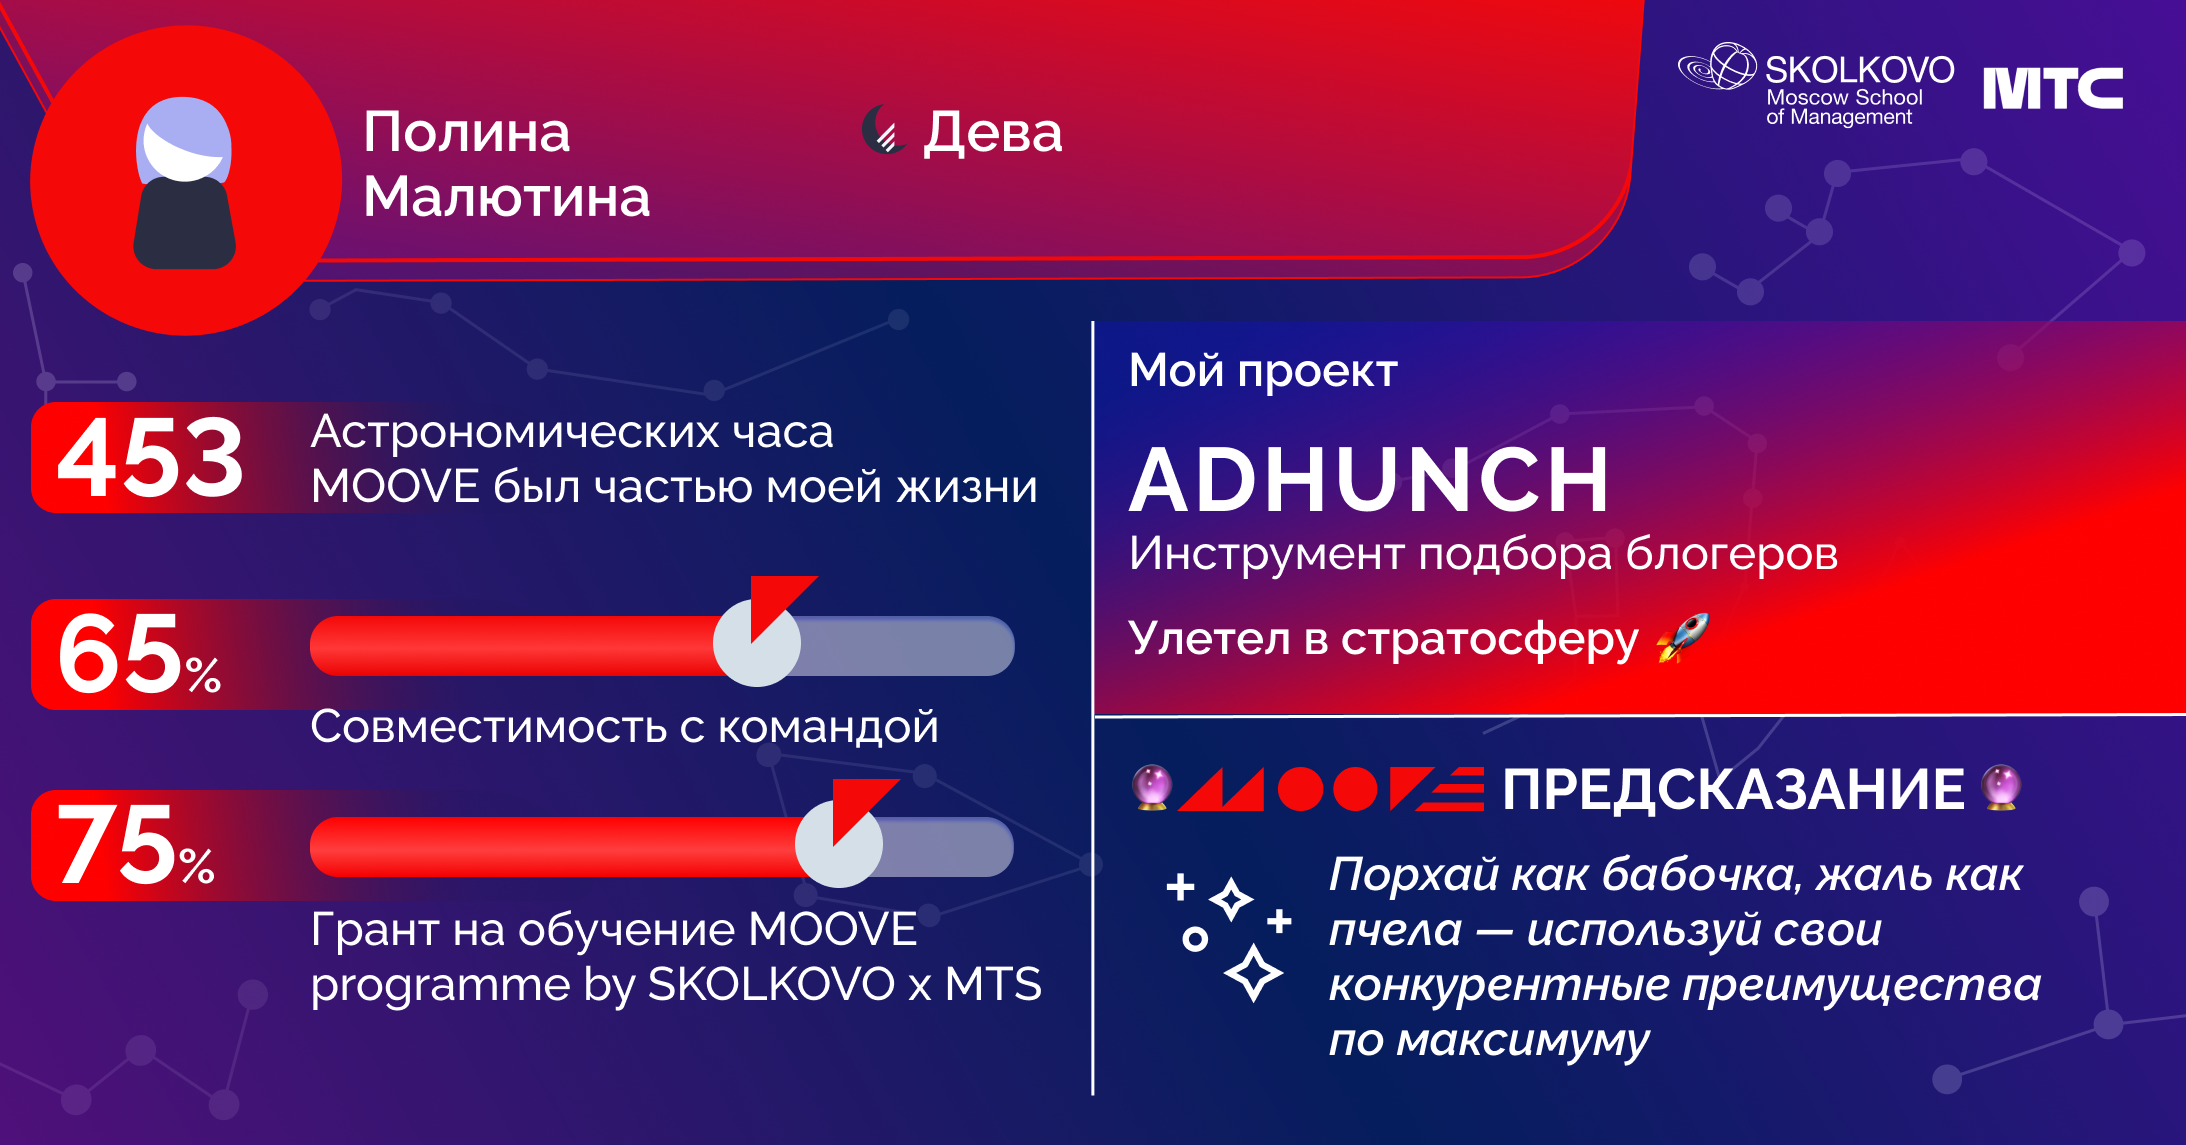 Полина
Малютина
Дева
SKOLKOVO
Moscow School
of Management
МТС
453
Астрономических часа
MOOVE был частью моей жизни
65%
Совместимость с командой
75%
Грант на обучение MOOVE
programme by SKOLKOVO x MTS
Мой проект
ADHUNCH
Инструмент подбора блогеров
Улетел в стратосферу 🚀
🔮 MOOVE ПРЕДСКАЗАНИЕ 🔮
Порхай как бабочка, жаль как
пчела — используй свои
конкурентные преимущества
по максимуму